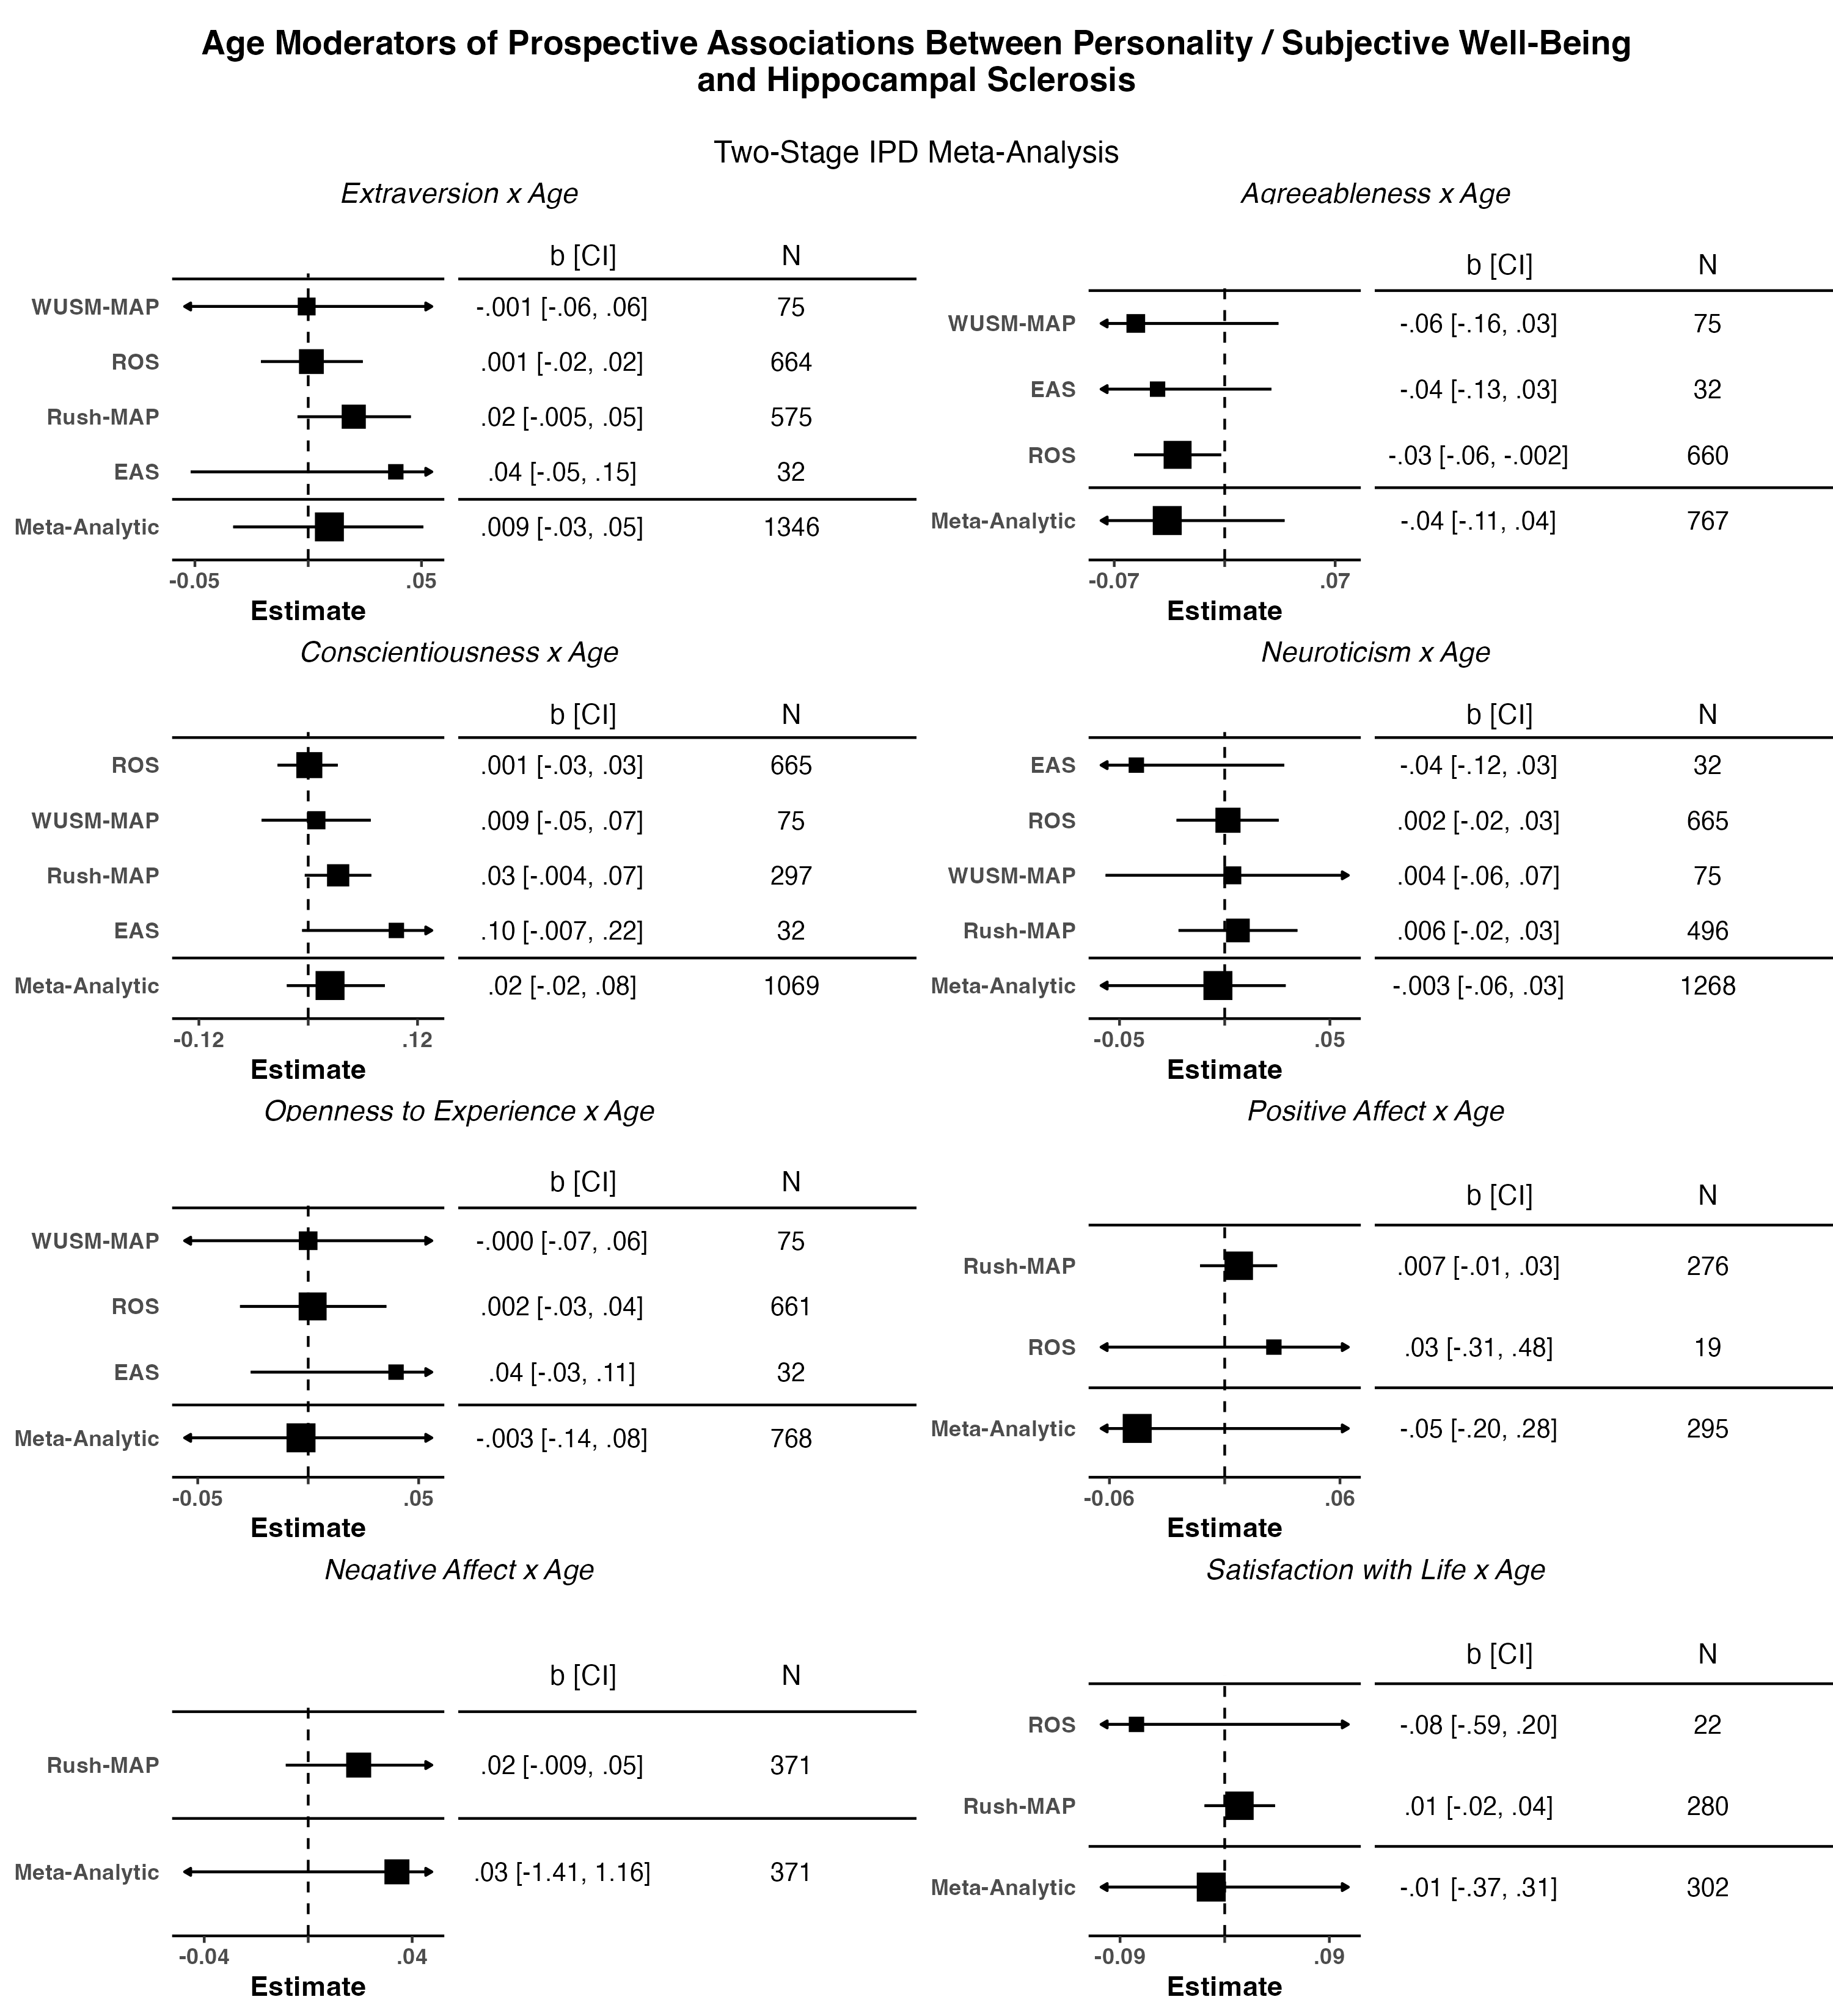 Age Moderators of Prospective Associations Between Personality / Subjective Well-Being
and Hippocampal Sclerosis
Two-Stage IPD Meta-Analysis
Extraversion x Age
b [CI] N
WUSM-MAP -.001 [-.06, .06] 75
ROS .001 [-.02, .02] 664
Rush-MAP .02 [-.005, .05] 575
EAS .04 [-.05, .15] 32
Meta-Analytic .009 [-.03, .05] 1346
-0.05 .05
Estimate
Agreeableness x Age
b [CI] N
WUSM-MAP -.06 [-.16, .03] 75
EAS -.04 [-.13, .03] 32
ROS -.03 [-.06, -.002] 660
Meta-Analytic -.04 [-.11, .04] 767
-0.07 .07
Estimate
Conscientiousness x Age
b [CI] N
ROS .001 [-.03, .03] 665
WUSM-MAP .009 [-.05, .07] 75
Rush-MAP .03 [-.004, .07] 297
EAS .10 [-.007, .22] 32
Meta-Analytic .02 [-.02, .08] 1069
-0.12 .12
Estimate
Neuroticism x Age
b [CI] N
EAS -.04 [-.12, .03] 32
ROS .002 [-.02, .03] 665
WUSM-MAP .004 [-.06, .07] 75
Rush-MAP .006 [-.02, .03] 496
Meta-Analytic -.003 [-.06, .03] 1268
-0.05 .05
Estimate
Openness to Experience x Age
b [CI] N
WUSM-MAP -.000 [-.07, .06] 75
ROS .002 [-.03, .04] 661
EAS .04 [-.03, .11] 32
Meta-Analytic -.003 [-.14, .08] 768
-0.05 .05
Estimate
Positive Affect x Age
b [CI] N
Rush-MAP .007 [-.01, .03] 276
ROS .03 [-.31, .48] 19
Meta-Analytic -.05 [-.20, .28] 295
-0.06 .06
Estimate
Negative Affect x Age
b [CI] N
Rush-MAP .02 [-.009, .05] 371
Meta-Analytic .03 [-1.41, 1.16] 371
-0.04 .04
Estimate
Satisfaction with Life x Age
b [CI] N
ROS -.08 [-.59, .20] 22
Rush-MAP .01 [-.02, .04] 280
Meta-Analytic -.01 [-.37, .31] 302
-0.09 .09
Estimate